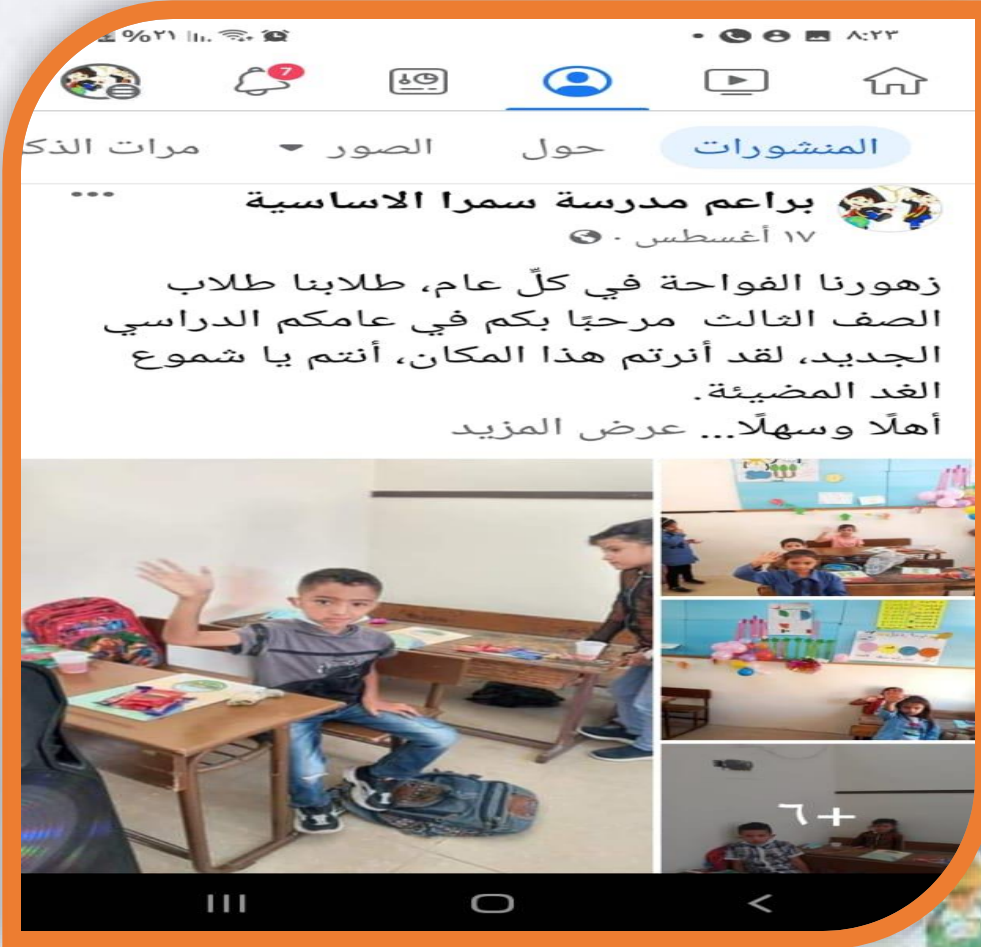 %٢١
٨:٢٣
7
المنشورات
حول
الصور
مرات الذك
براعم مدرسة سمرا الاساسية
١٧ أغسطس ·
زهورنا الفواحة في كلِّ عام، طلابنا طلاب
الصف الثالث مرحبًا بكم في عامكم الدراسي
الجديد، لقد أنرتم هذا المكان، أنتم يا شموع
الغد المضيئة.
أهلًا وسهلًا... عرض المزيد
+٦